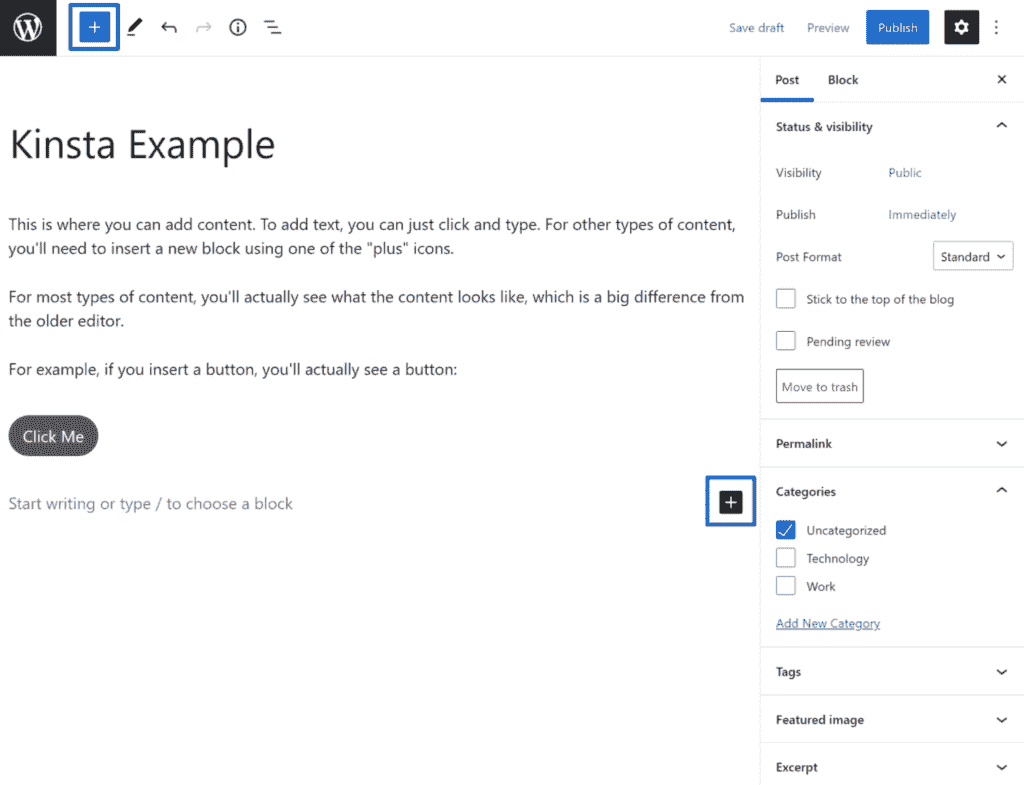 Save draft
Preview
Publish
Post
Block
Kinsta Example
This is where you can add content. To add text, you can just click and type. For other types of content,
you'll need to insert a new block using one of the "plus" icons.
For most types of content, you'll actually see what the content looks like, which is a big difference from
the older editor.
For example, if you insert a button, you'll actually see a button:
Click Me
Start writing or type / to choose a block
Status & visibility
Visibility Public
Publish Immediately
Post Format Standard
Stick to the top of the blog
Pending review
Move to trash
Permalink
Categories
Uncategorized
Technology
Work
Add New Category
Tags
Featured image
Excerpt